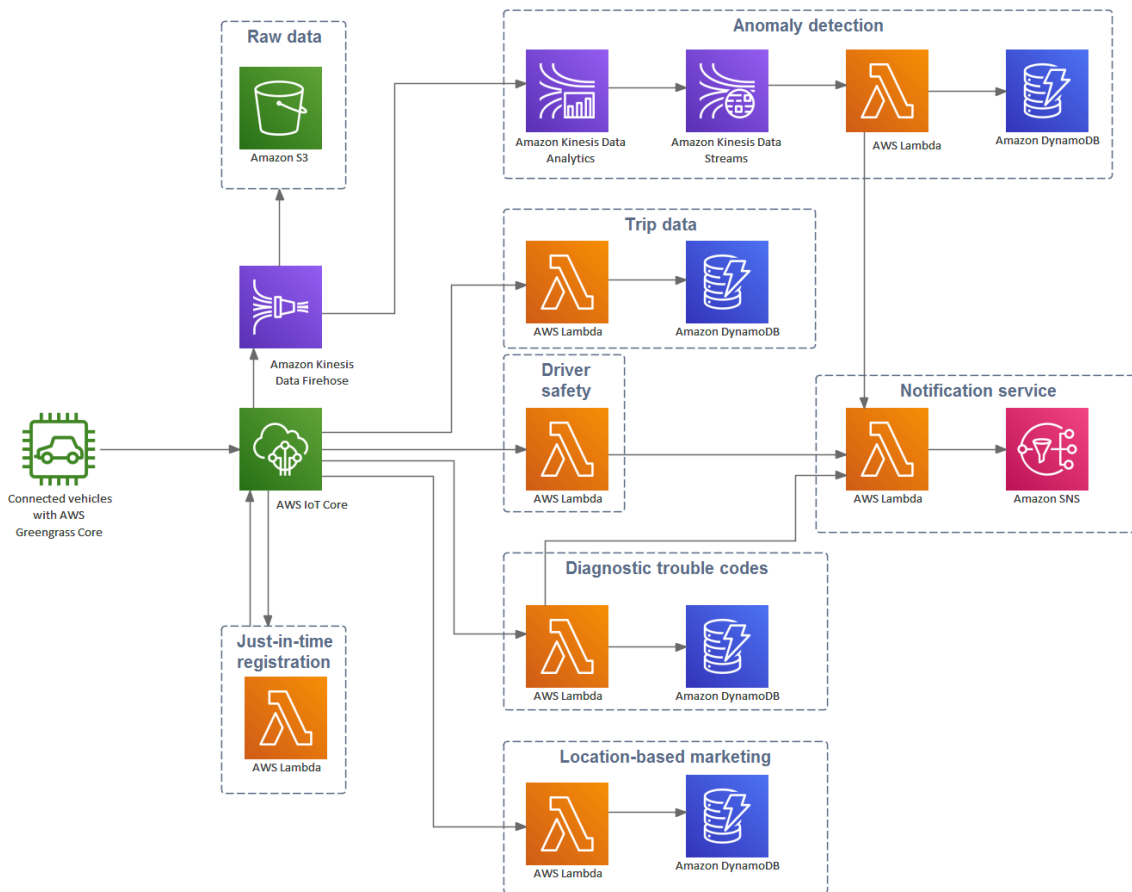 Raw data
Amazon S3
Anomaly detection
Amazon Kinesis Data
Analytics
Amazon Kinesis Data
Streams
AWS Lambda
Amazon DynamoDB
Trip data
AWS Lambda
Amazon DynamoDB
Amazon Kinesis
Data Firehose
Driver
safety
AWS Lambda
Notification service
AWS Lambda
Amazon SNS
Connected vehicles
with AWS
Greengrass Core
AWS IoT Core
Diagnostic trouble codes
AWS Lambda
Amazon DynamoDB
Just-in-time
registration
AWS Lambda
Location-based marketing
AWS Lambda
Amazon DynamoDB